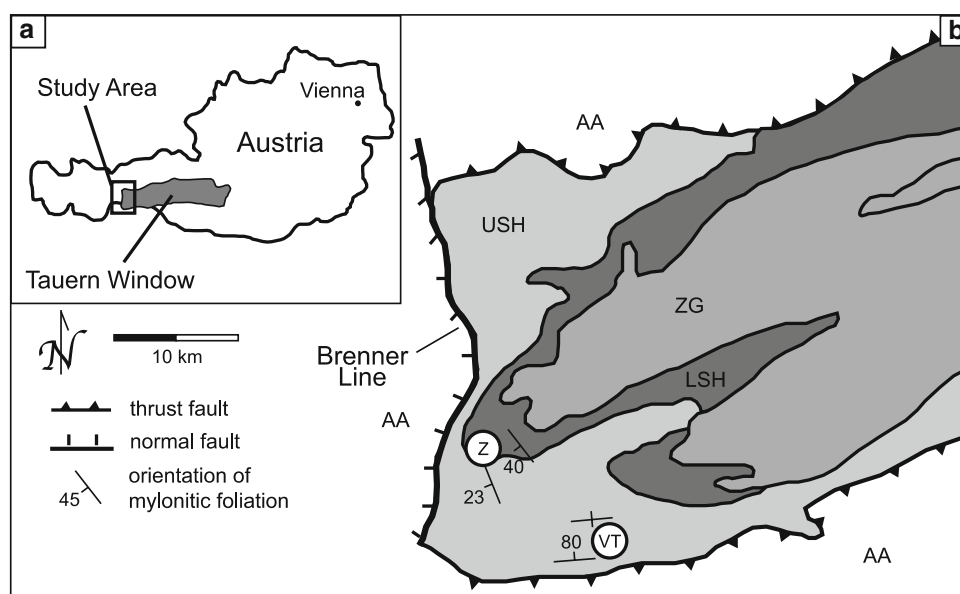 a
Study Area
Vienna
Austria
Tauern Window
N
10 km
thrust fault
normal fault
45
orientation of
mylonitic foliation
b
AA
USH
ZG
Brenner
Line
LSH
AA
Z
40
23
80
VT
AA